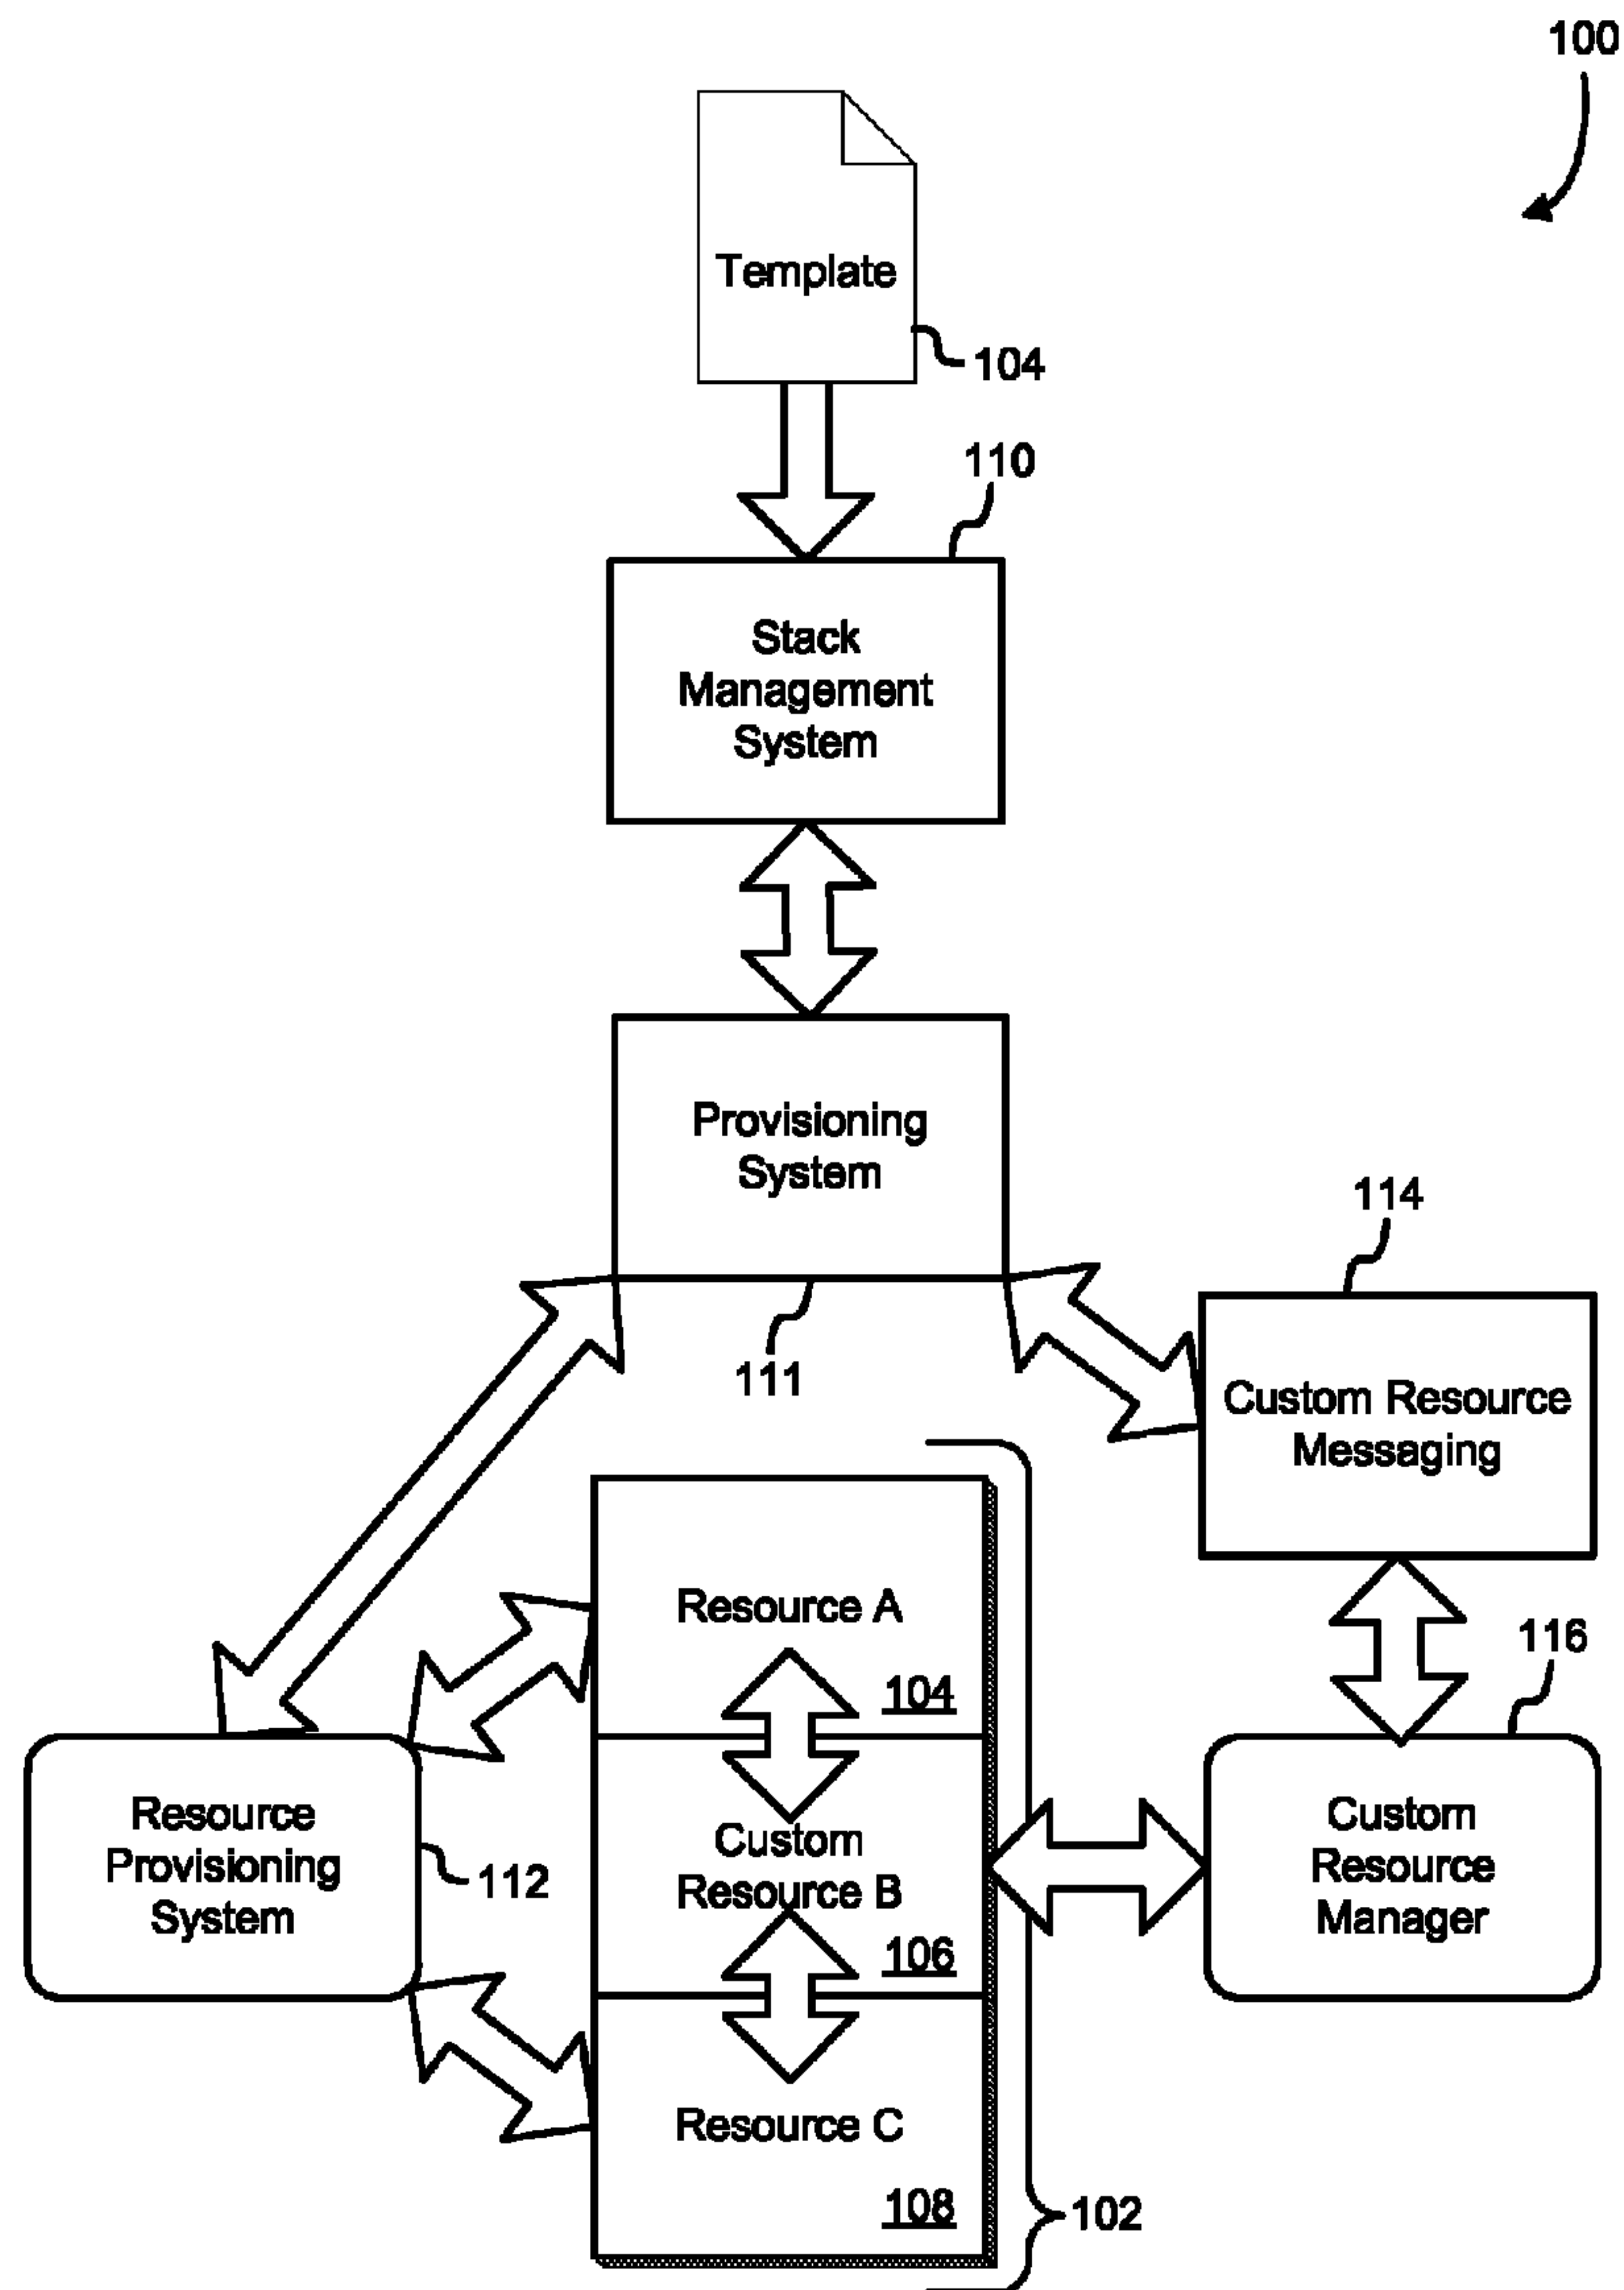 100
Template
104
110
Stack
Management
System
Provisioning
System
111
114
Custom Resource
Messaging
Resource A
104
116
Resource
Provisioning
System
112
Custom
Resource B
106
Custom
Resource
Manager
Resource C
108
102